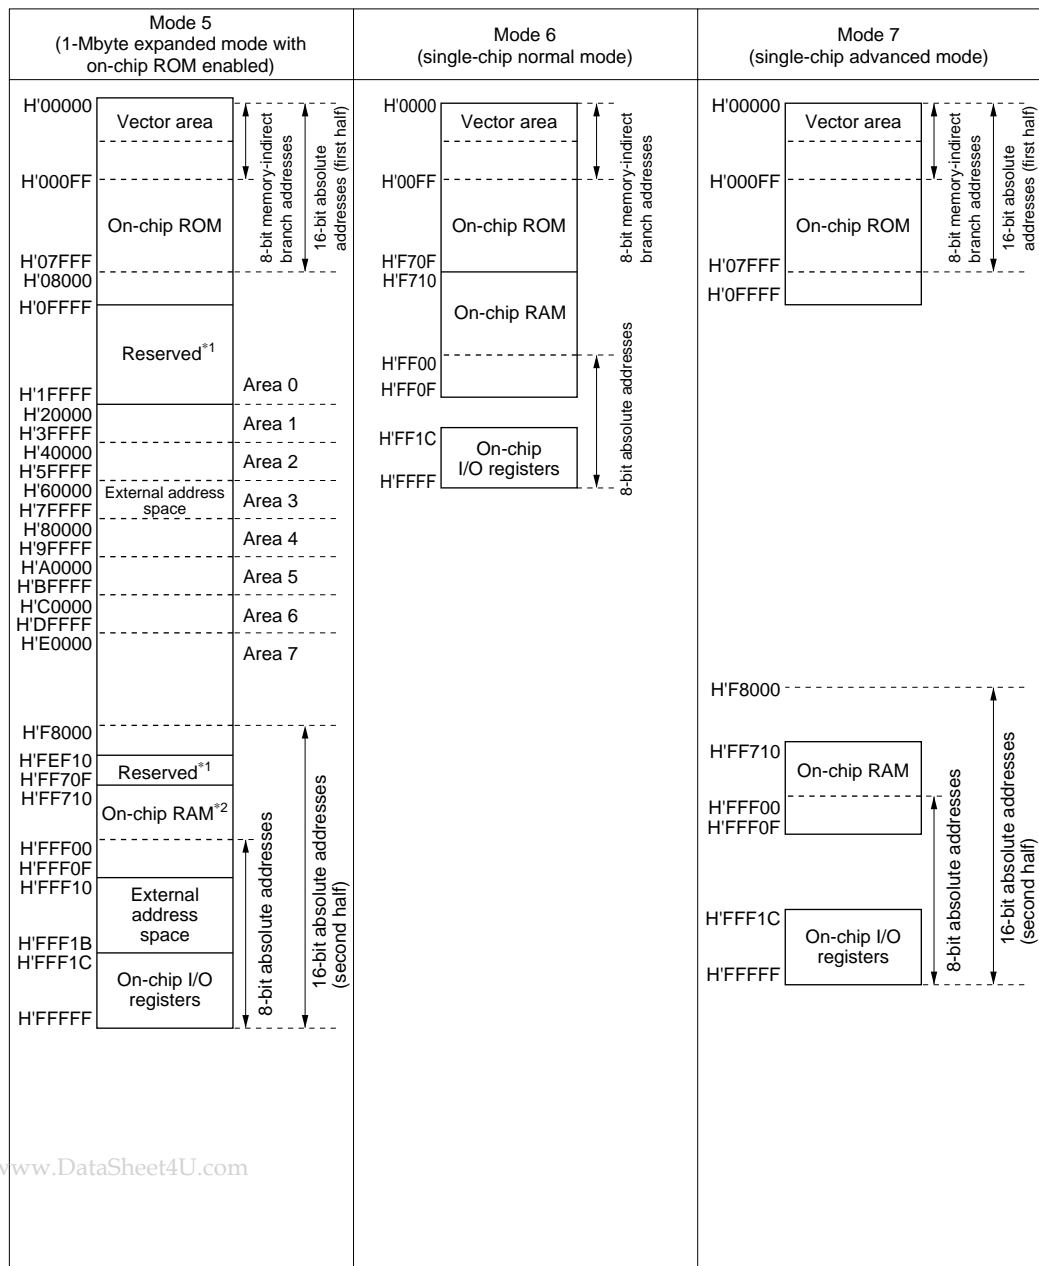 Mode 5
(1-Mbyte expanded mode with
on-chip ROM enabled)
H'00000
Vector area
H'000FF
On-chip ROM
H'07FFF
H'08000
H'0FFFF
Reserved*1
H'1FFFF
Area 0
H'20000
H'3FFFF
Area 1
H'40000
H'5FFFF
Area 2
H'60000
External address
space
H'7FFFF
Area 3
H'80000
H'9FFFF
Area 4
H'A0000
H'BFFFF
Area 5
H'C0000
H'DFFFF
Area 6
H'E0000
Area 7
H'F8000
H'FEF10
Reserved*1
H'FF70F
H'FF710
On-chip RAM*2
H'FFF00
H'FFF0F
H'FFF10
External
address
space
H'FFF1B
H'FFF1C
On-chip I/O
registers
H'FFFFF
8-bit memory-indirect
branch addresses
16-bit absolute
addresses (first half)
8-bit absolute addresses
16-bit absolute addresses
(second half)
Mode 6
(single-chip normal mode)
H'0000
Vector area
H'00FF
On-chip ROM
H'F70F
H'F710
On-chip RAM
H'FF00
H'FF0F
H'FF1C
On-chip
I/O registers
H'FFFF
8-bit memory-indirect
branch addresses
8-bit absolute addresses
Mode 7
(single-chip advanced mode)
H'00000
Vector area
H'000FF
On-chip ROM
H'07FFF
H'0FFFF
H'F8000
H'FF710
On-chip RAM
H'FFF00
H'FFF0F
H'FFF1C
On-chip I/O
registers
H'FFFFF
8-bit memory-indirect
branch addresses
16-bit absolute
addresses (first half)
8-bit absolute addresses
16-bit absolute addresses
(second half)
www.DataSheet4U.com